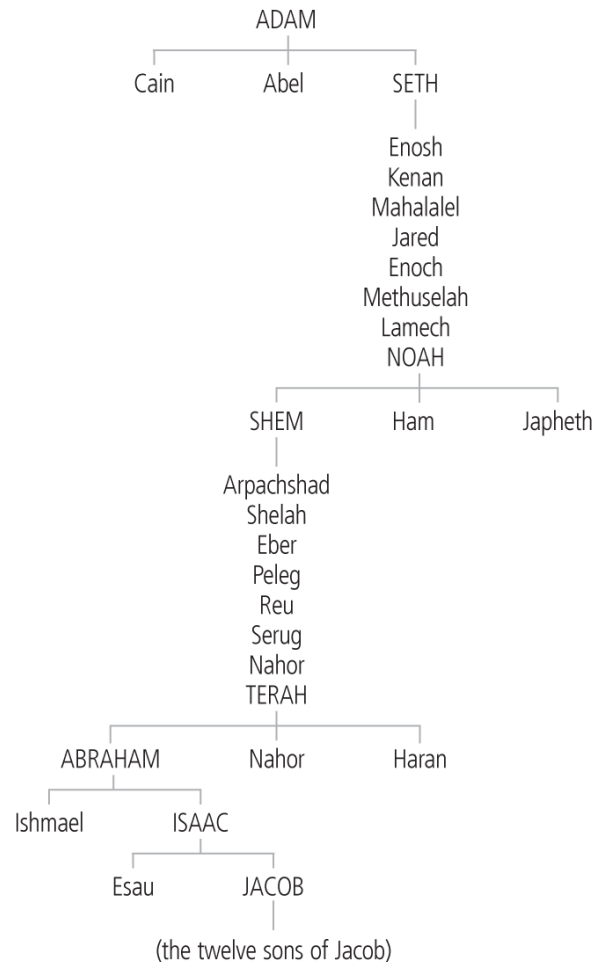 ADAM
Cain Abel SETH
Enosh
Kenan
Mahalalel
Jared
Enoch
Methuselah
Lamech
NOAH
SHEM Ham Japheth
Arpachshad
Shelah
Eber
Peleg
Reu
Serug
Nahor
TERAH
ABRAHAM Nahor Haran
Ishmael ISAAC
Esau JACOB
(the twelve sons of Jacob)